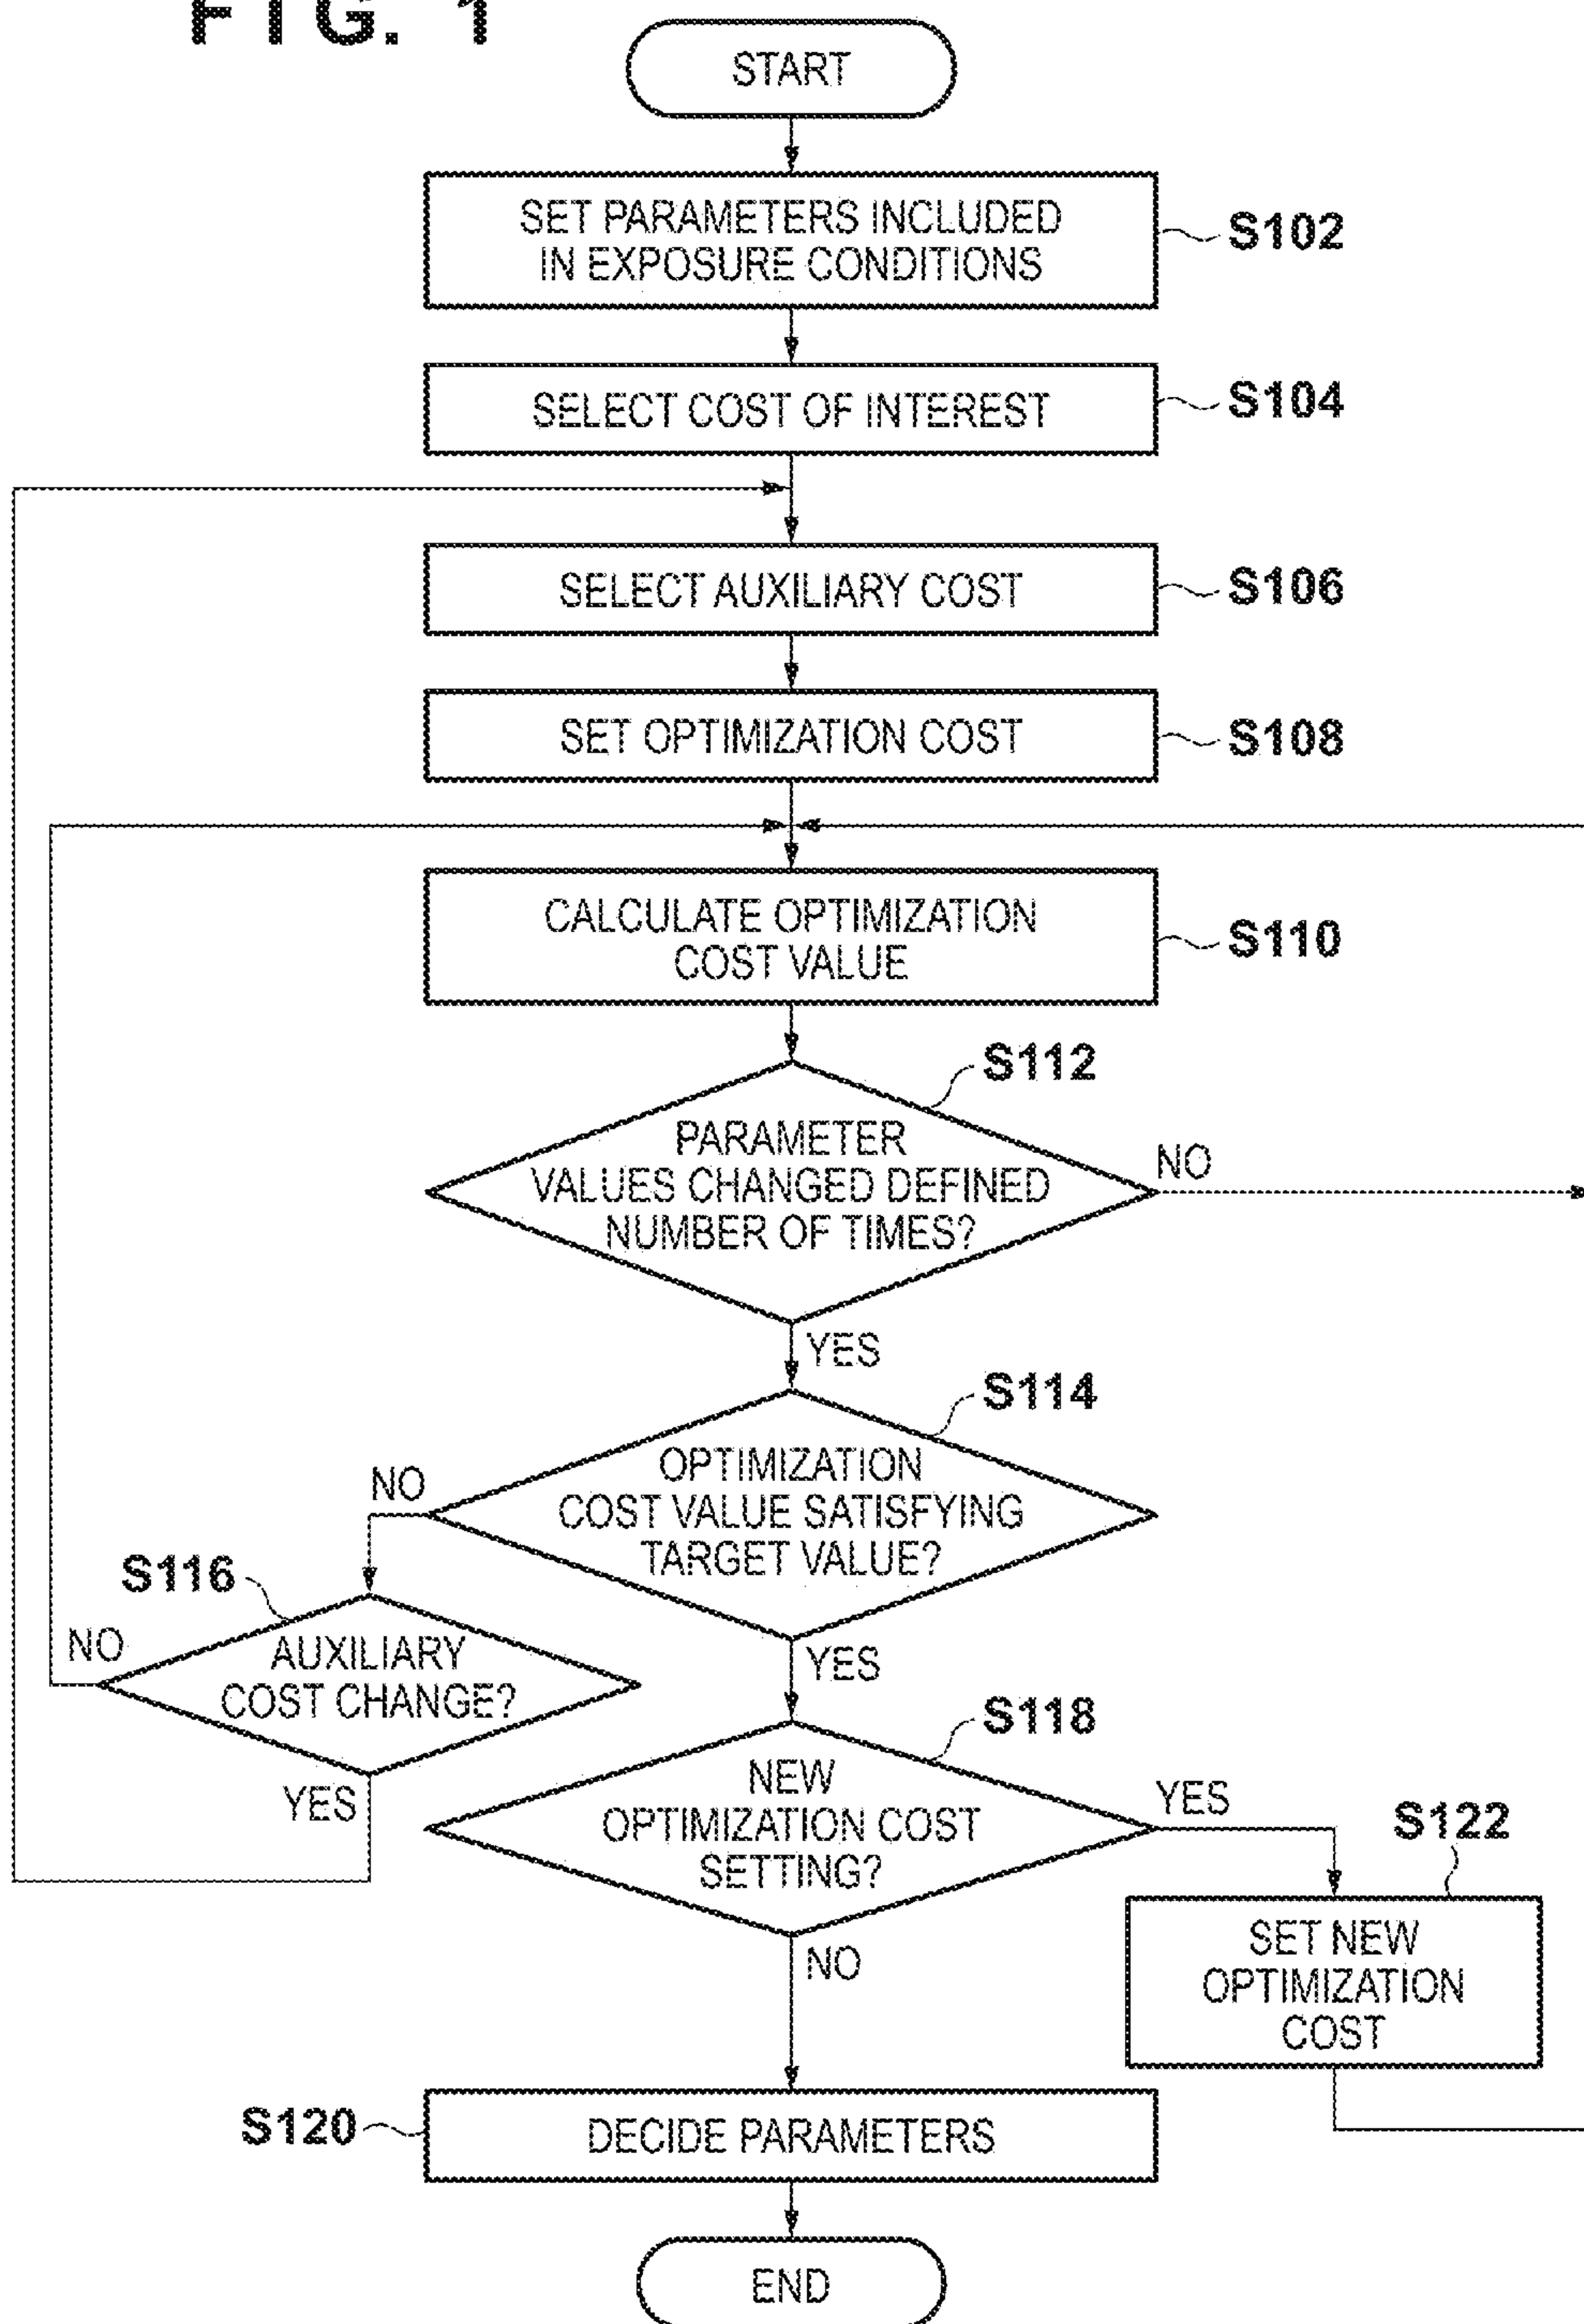 FIG. 1
START
SET PARAMETERS INCLUDED
IN EXPOSURE CONDITIONS
S102
SELECT COST OF INTEREST
S104
SELECT AUXILIARY COST
S106
SET OPTIMIZATION COST
S108
CALCULATE OPTIMIZATION
COST VALUE
S110
S112
PARAMETER
VALUES CHANGED DEFINED
NUMBER OF TIMES?
NO
YES
S114
OPTIMIZATION
COST VALUE SATISFYING
TARGET VALUE?
NO
S116
AUXILIARY
COST CHANGE?
NO
YES
YES
S118
NEW
OPTIMIZATION COST
SETTING?
YES
S122
SET NEW
OPTIMIZATION
COST
NO
S120
DECIDE PARAMETERS
END